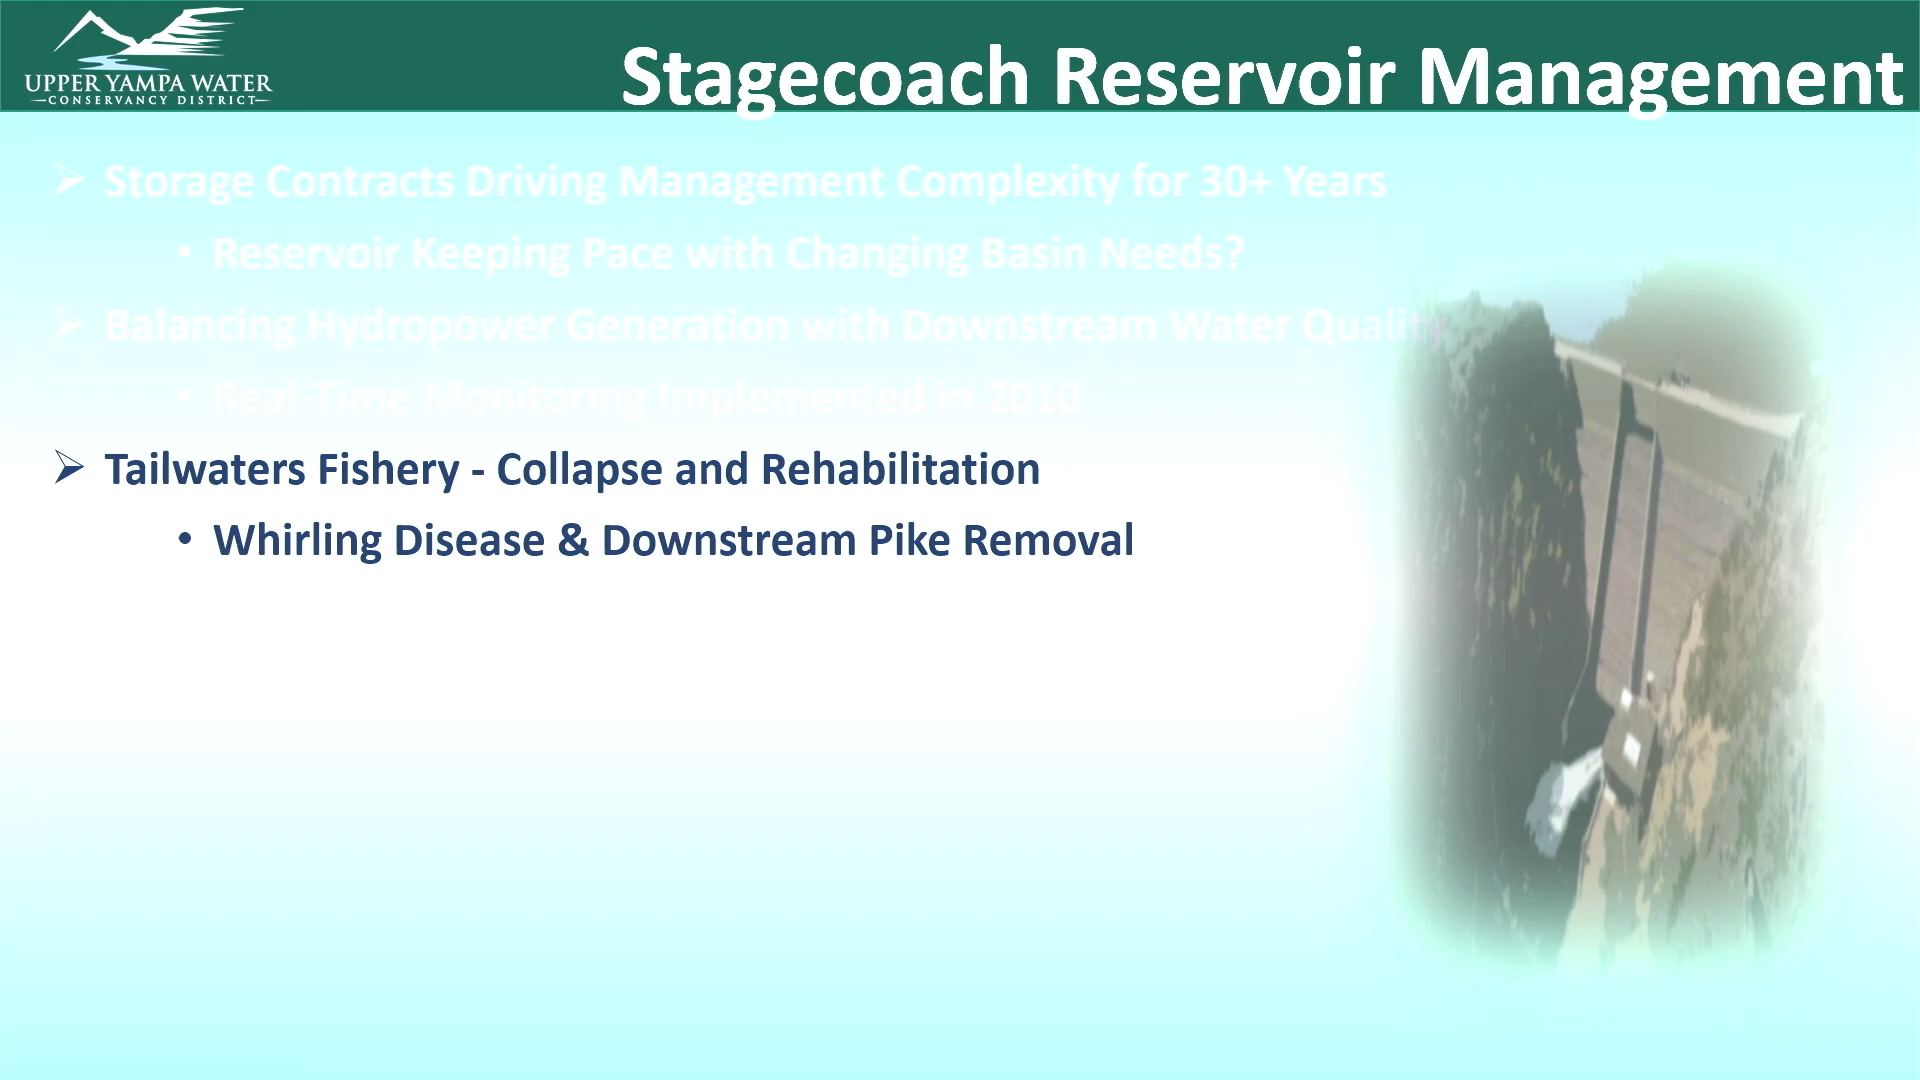 UPPER YAMPA WATER
CONSERVANCY DISTRICT
Stagecoach Reservoir Management
Storage Contracts Driving Management Complexity for 30+ Years
Reservoir Keeping Pace with Changing Basin Needs?
Balancing Hydropower Generation with Downstream Water Quality
Real-Time Monitoring Implemented in 2010
Tailwaters Fishery - Collapse and Rehabilitation
Whirling Disease & Downstream Pike Removal